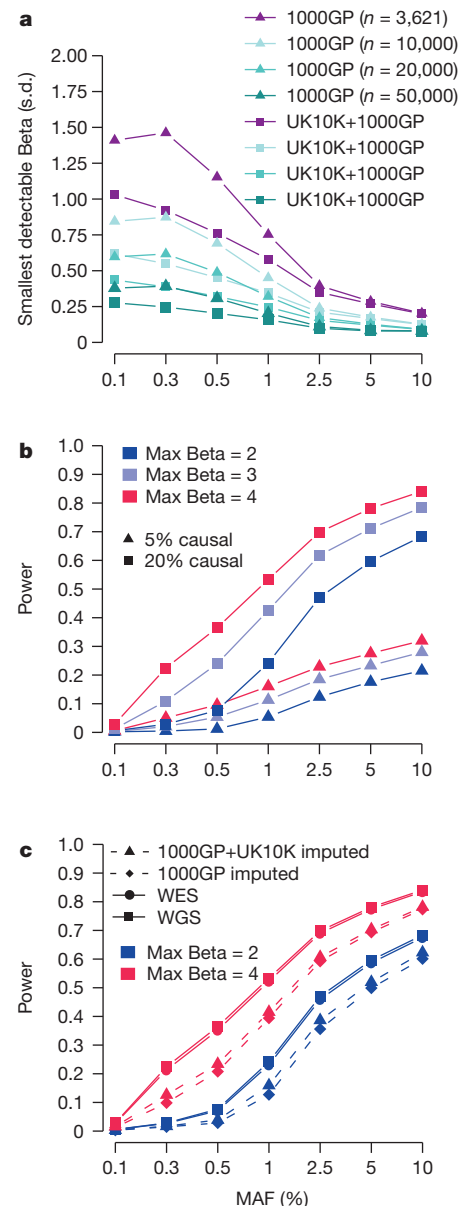 a
1000GP (n = 3,621)
1000GP (n = 10,000)
1000GP (n = 20,000)
1000GP (n = 50,000)
UK10K+1000GP
UK10K+1000GP
UK10K+1000GP
UK10K+1000GP
Smallest detectable Beta (s.d.)
2.00
1.75
1.50
1.25
1.00
0.75
0.50
0.25
0
0.1 0.3 0.5 1 2.5 5 10
b
Max Beta = 2
Max Beta = 3
Max Beta = 4
5% causal
20% causal
Power
1.0
0.9
0.8
0.7
0.6
0.5
0.4
0.3
0.2
0.1
0
0.1 0.3 0.5 1 2.5 5 10
c
1000GP+UK10K imputed
1000GP imputed
WES
WGS
Max Beta = 2
Max Beta = 4
Power
1.0
0.9
0.8
0.7
0.6
0.5
0.4
0.3
0.2
0.1
0
0.1 0.3 0.5 1 2.5 5 10
MAF (%)